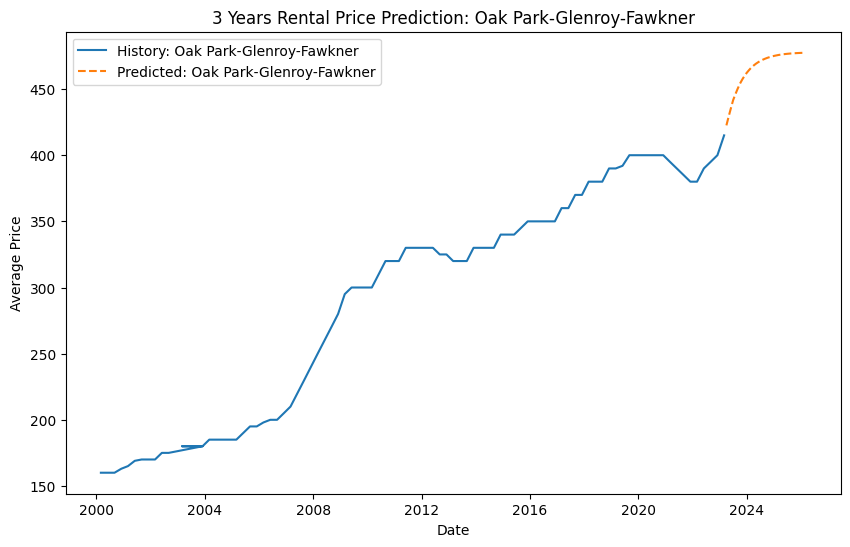 3 Years Rental Price Prediction: Oak Park-Glenroy-Fawkner
History: Oak Park-Glenroy-Fawkner
Predicted: Oak Park-Glenroy-Fawkner
450
400
350
300
250
200
150
Average Price
2000 2004 2008 2012 2016 2020 2024
Date